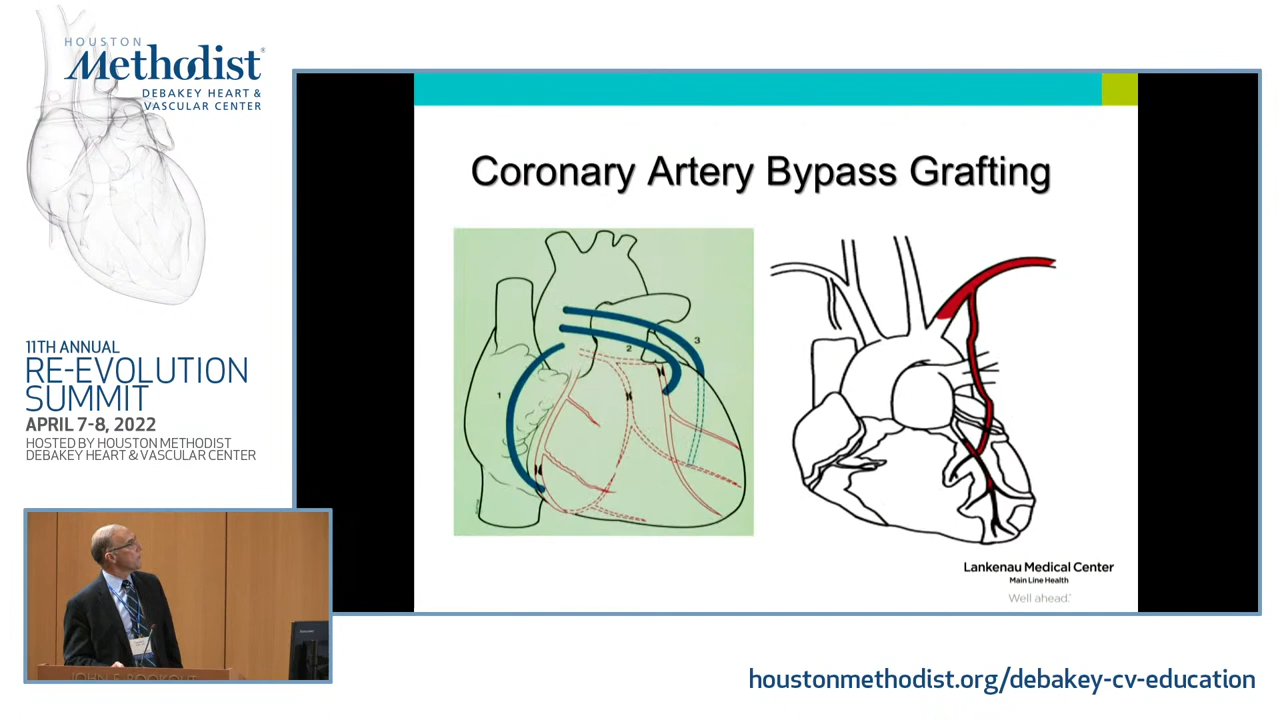 HOUSTON
Methodist®
DEBAKEY HEART &
VASCULAR CENTER
11TH ANNUAL
RE-EVOLUTION
SUMMIT
APRIL 7-8, 2022
HOSTED BY HOUSTON METHODIST
DEBAKEY HEART & VASCULAR CENTER
Coronary Artery Bypass Grafting
1
2
3
Lankenau Medical Center
Main Line Health
Well ahead.
houstonmethodist.org/debakey-cv-education